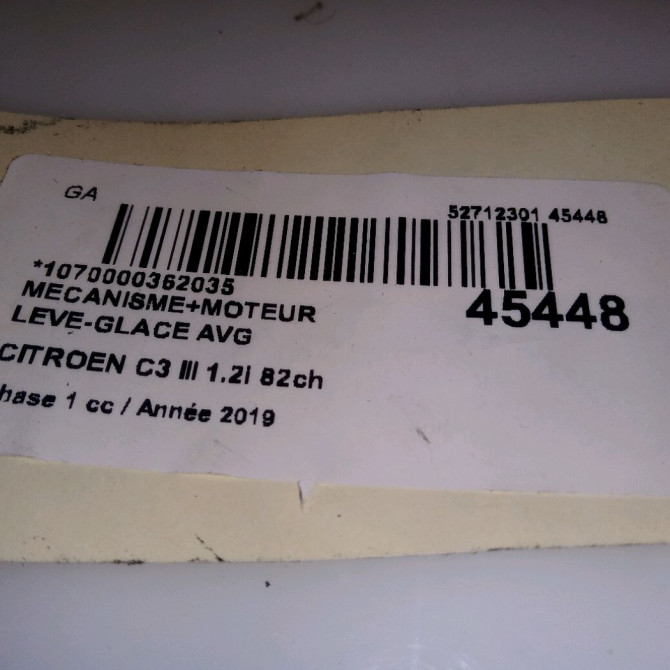 GA
52712301 45448
*1070000362035
45448
MECANISME+MOTEUR
LEVE-GLACE AVG
CITROEN C3 III 1.2i 82ch
hase 1 cc / Année 2019